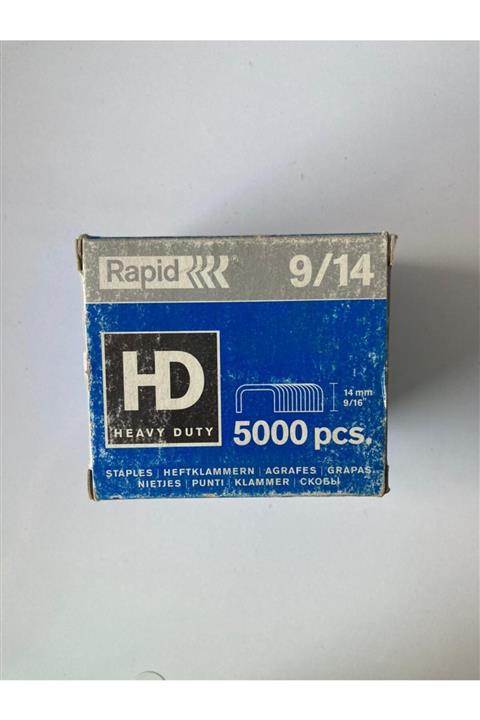 Rapid 9/14
HD
HEAVY DUTY
14 mm
9/16"
5000 pcs.
STAPLES | HEFTKLAMMERN | AGRAFES | GRAPAS
NIETJES | PUNTI | KLAMMER | СКОБЫ